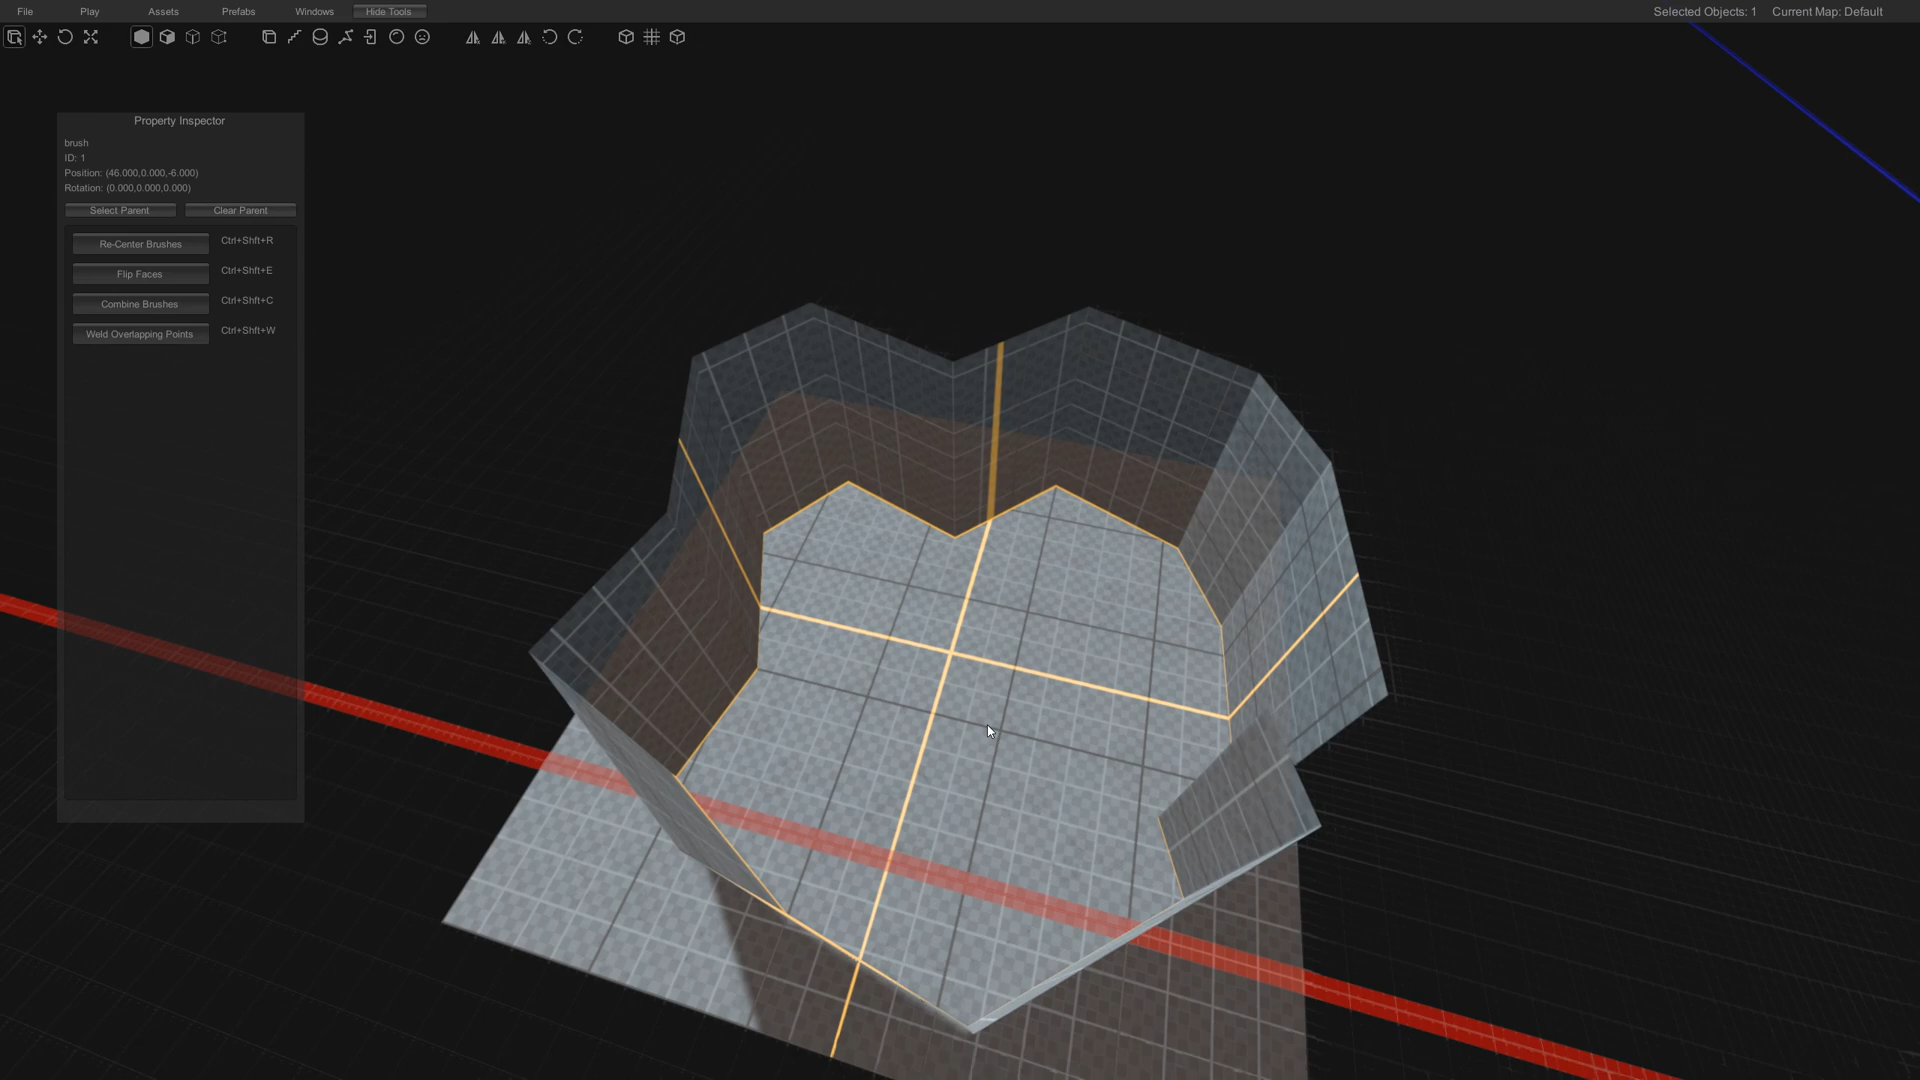 File Play Assets Prefabs Windows Hide Tools Selected Objects: 1 Current Map: Default
Property Inspector
brush
ID: 1
Position: (46.000,0.000,-6.000)
Rotation: (0.000,0.000,0.000)
Select Parent Clear Parent
Re-Center Brushes Ctrl+Shft+R
Flip Faces Ctrl+Shft+E
Combine Brushes Ctrl+Shft+C
Weld Overlapping Points Ctrl+Shft+W